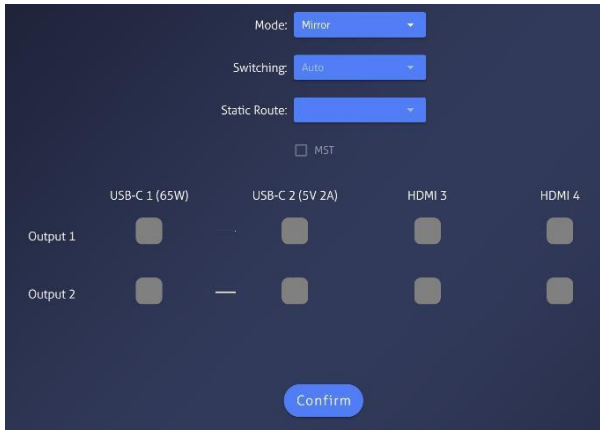 Mode: Mirror
Switching: Auto
Static Route:
MST
USB-C 1 (65W) USB-C 2 (5V 2A) HDMI 3 HDMI 4
Output 1
Output 2
Confirm